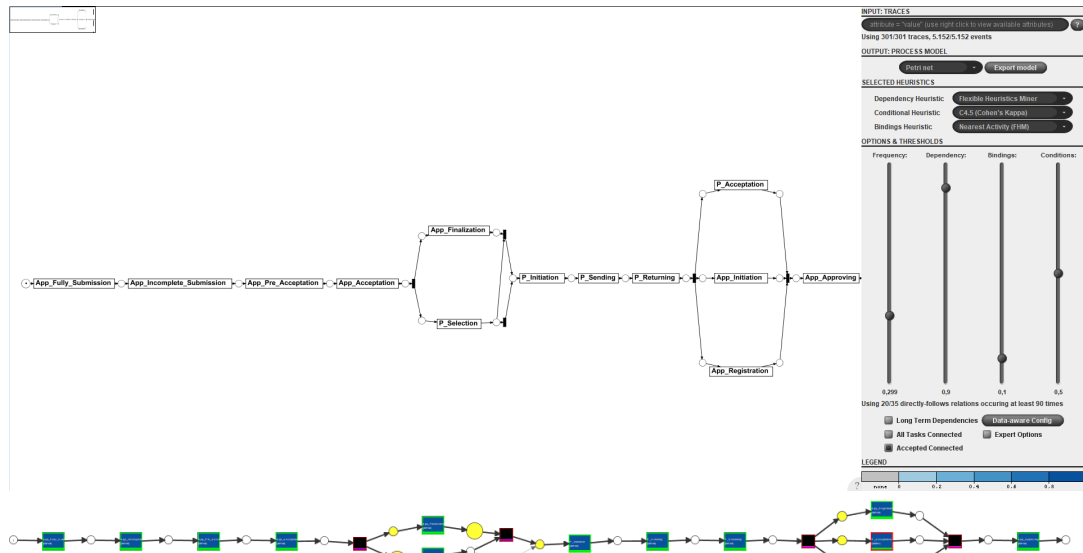 INPUT: TRACES
attribute = "value" (use right click to view available attributes)
?
Using 301/301 traces, 5.152/5.152 events
OUTPUT: PROCESS MODEL
Petri net
Export model
SELECTED HEURISTICS
Dependency Heuristic
Flexible Heuristics Miner
Conditional Heuristic
C4.5 (Cohen's Kappa)
Bindings Heuristic
Nearest Activity (FHM)
OPTIONS & THRESHOLDS
Frequency: Dependency: Bindings: Conditions:
0,299 0,9 0,1 0,5
Using 20/35 directly-follows relations occuring at least 90 times
Long Term Dependencies
Data-aware Config
All Tasks Connected
Expert Options
Accepted Connected
LEGEND
?
none 0 0.2 0.4 0.6 0.8
App_Fully_Submission
App_Incomplete_Submission
App_Pre_Acceptation
App_Acceptation
App_Finalization
P_Selection
P_Initiation
P_Sending
P_Returning
P_Acceptation
App_Initiation
App_Registration
App_Approving